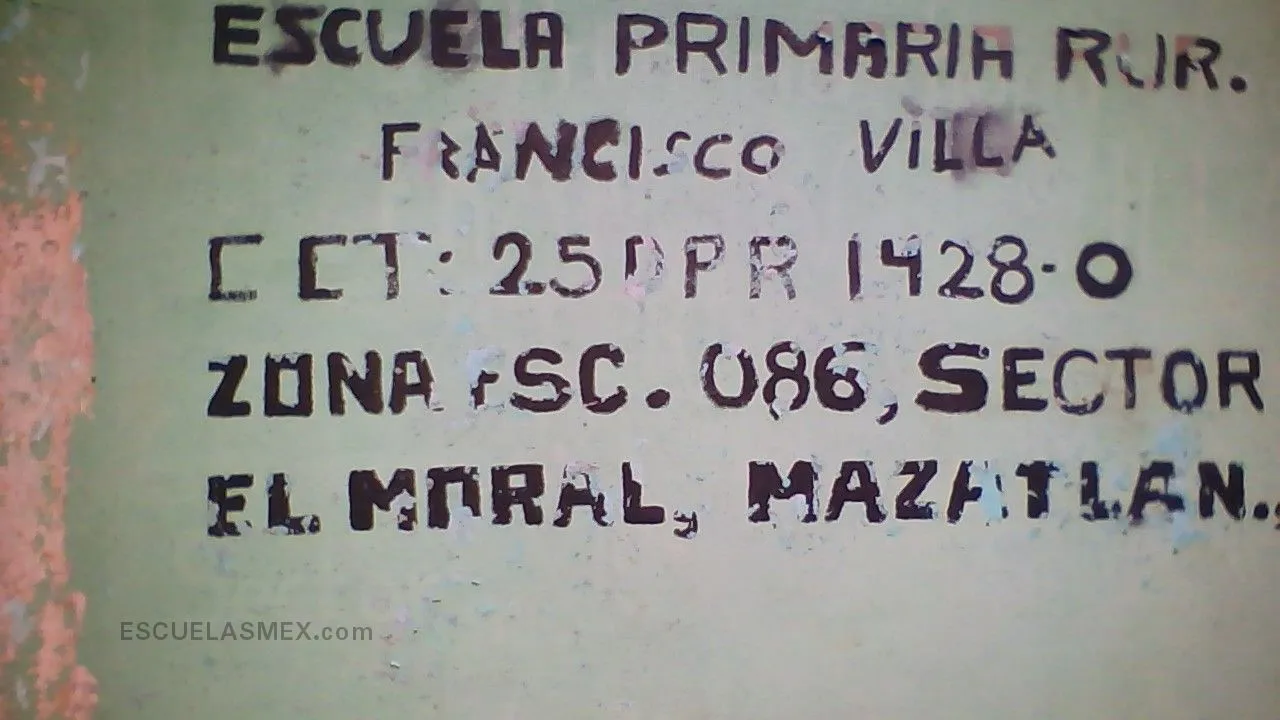 ESCUELA PRIMARIA RUR.
FRANCISCO VILLA
CCT: 25DPR1428-0
ZONA ESC. 086, SECTOR
EL MORAL, MAZATLAN.,
ESCUELASMEX.com